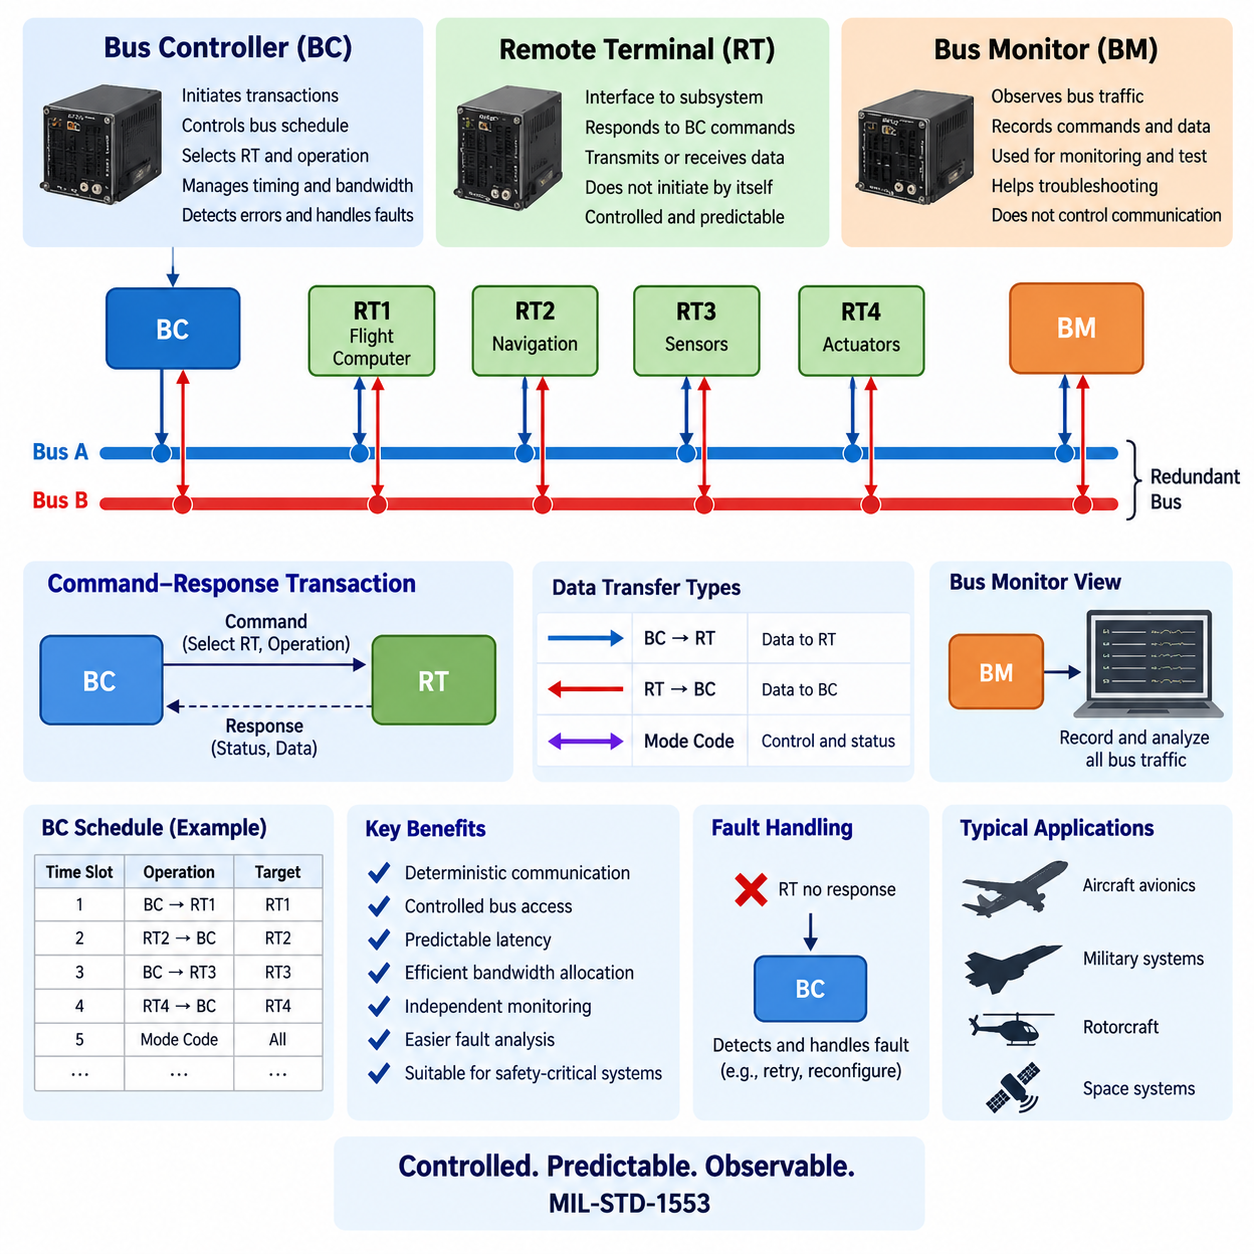 Bus Controller (BC)
Initiates transactions
Controls bus schedule
Selects RT and operation
Manages timing and bandwidth
Detects errors and handles faults
Remote Terminal (RT)
Interface to subsystem
Responds to BC commands
Transmits or receives data
Does not initiate by itself
Controlled and predictable
Bus Monitor (BM)
Observes bus traffic
Records commands and data
Used for monitoring and test
Helps troubleshooting
Does not control communication
BC
RT1
Flight
Computer
RT2
Navigation
RT3
Sensors
RT4
Actuators
BM
Bus A
Bus B
Redundant
Bus
Command–Response Transaction
Command
(Select RT, Operation)
BC
RT
Response
(Status, Data)
Data Transfer Types
BC → RT Data to RT
RT → BC Data to BC
Mode Code Control and status
Bus Monitor View
BM
Record and analyze
all bus traffic
BC Schedule (Example)
Time Slot Operation Target
1 BC → RT1 RT1
2 RT2 → BC RT2
3 BC → RT3 RT3
4 RT4 → BC RT4
5 Mode Code All
... ... ...
Key Benefits
Deterministic communication
Controlled bus access
Predictable latency
Efficient bandwidth allocation
Independent monitoring
Easier fault analysis
Suitable for safety-critical systems
Fault Handling
RT no response
BC
Detects and handles fault
(e.g., retry, reconfigure)
Typical Applications
Aircraft avionics
Military systems
Rotorcraft
Space systems
Controlled. Predictable. Observable.
MIL-STD-1553